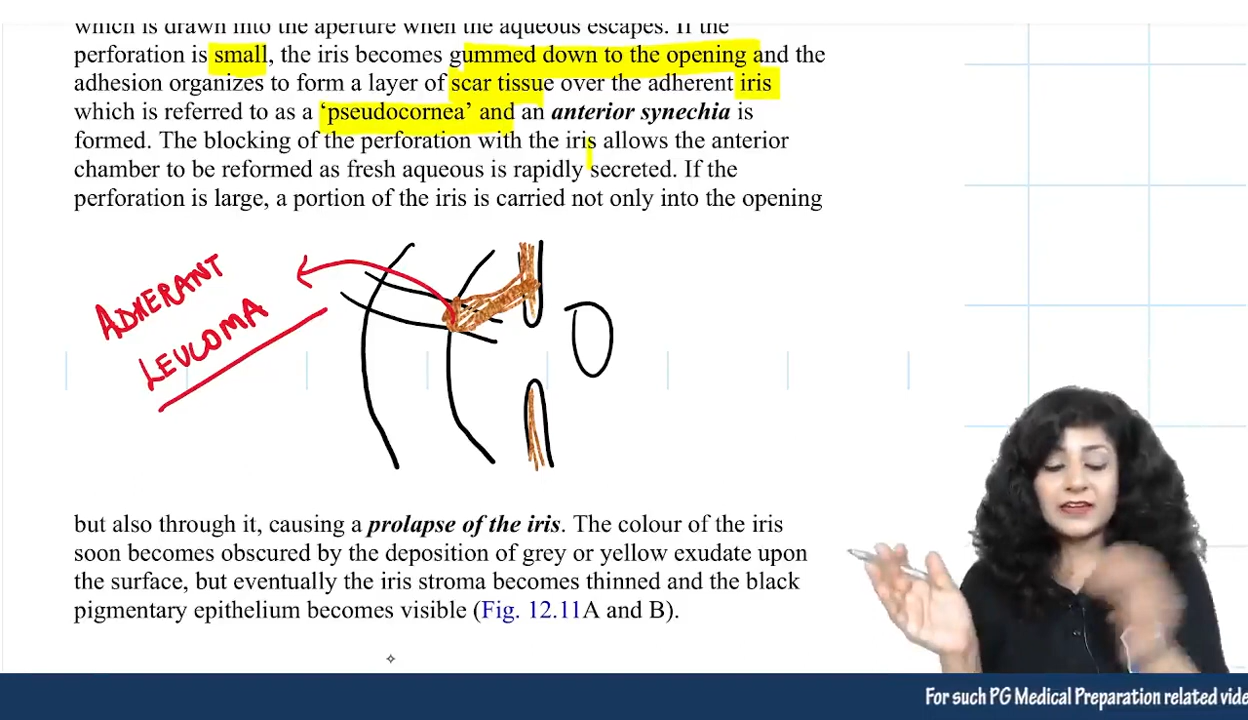 which is drawn into the aperture when the aqueous escapes. If the
perforation is small, the iris becomes gummed down to the opening and the
adhesion organizes to form a layer of scar tissue over the adherent iris
which is referred to as a ‘pseudocornea’ and an anterior synechia is
formed. The blocking of the perforation with the iris allows the anterior
chamber to be reformed as fresh aqueous is rapidly secreted. If the
perforation is large, a portion of the iris is carried not only into the opening
ADHERANT
LEUCOMA
but also through it, causing a prolapse of the iris. The colour of the iris
soon becomes obscured by the deposition of grey or yellow exudate upon
the surface, but eventually the iris stroma becomes thinned and the black
pigmentary epithelium becomes visible (Fig. 12.11A and B).
For such PG Medical Preparation related vide